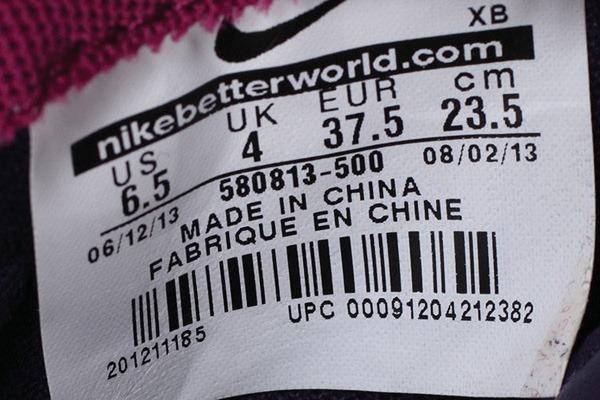 XB
nikebetterworld.com
US UK EUR cm
6.5 4 37.5 23.5
06/12/13 580813-500 08/02/13
MADE IN CHINA
FABRIQUE EN CHINE
201211185 UPC 00091204212382